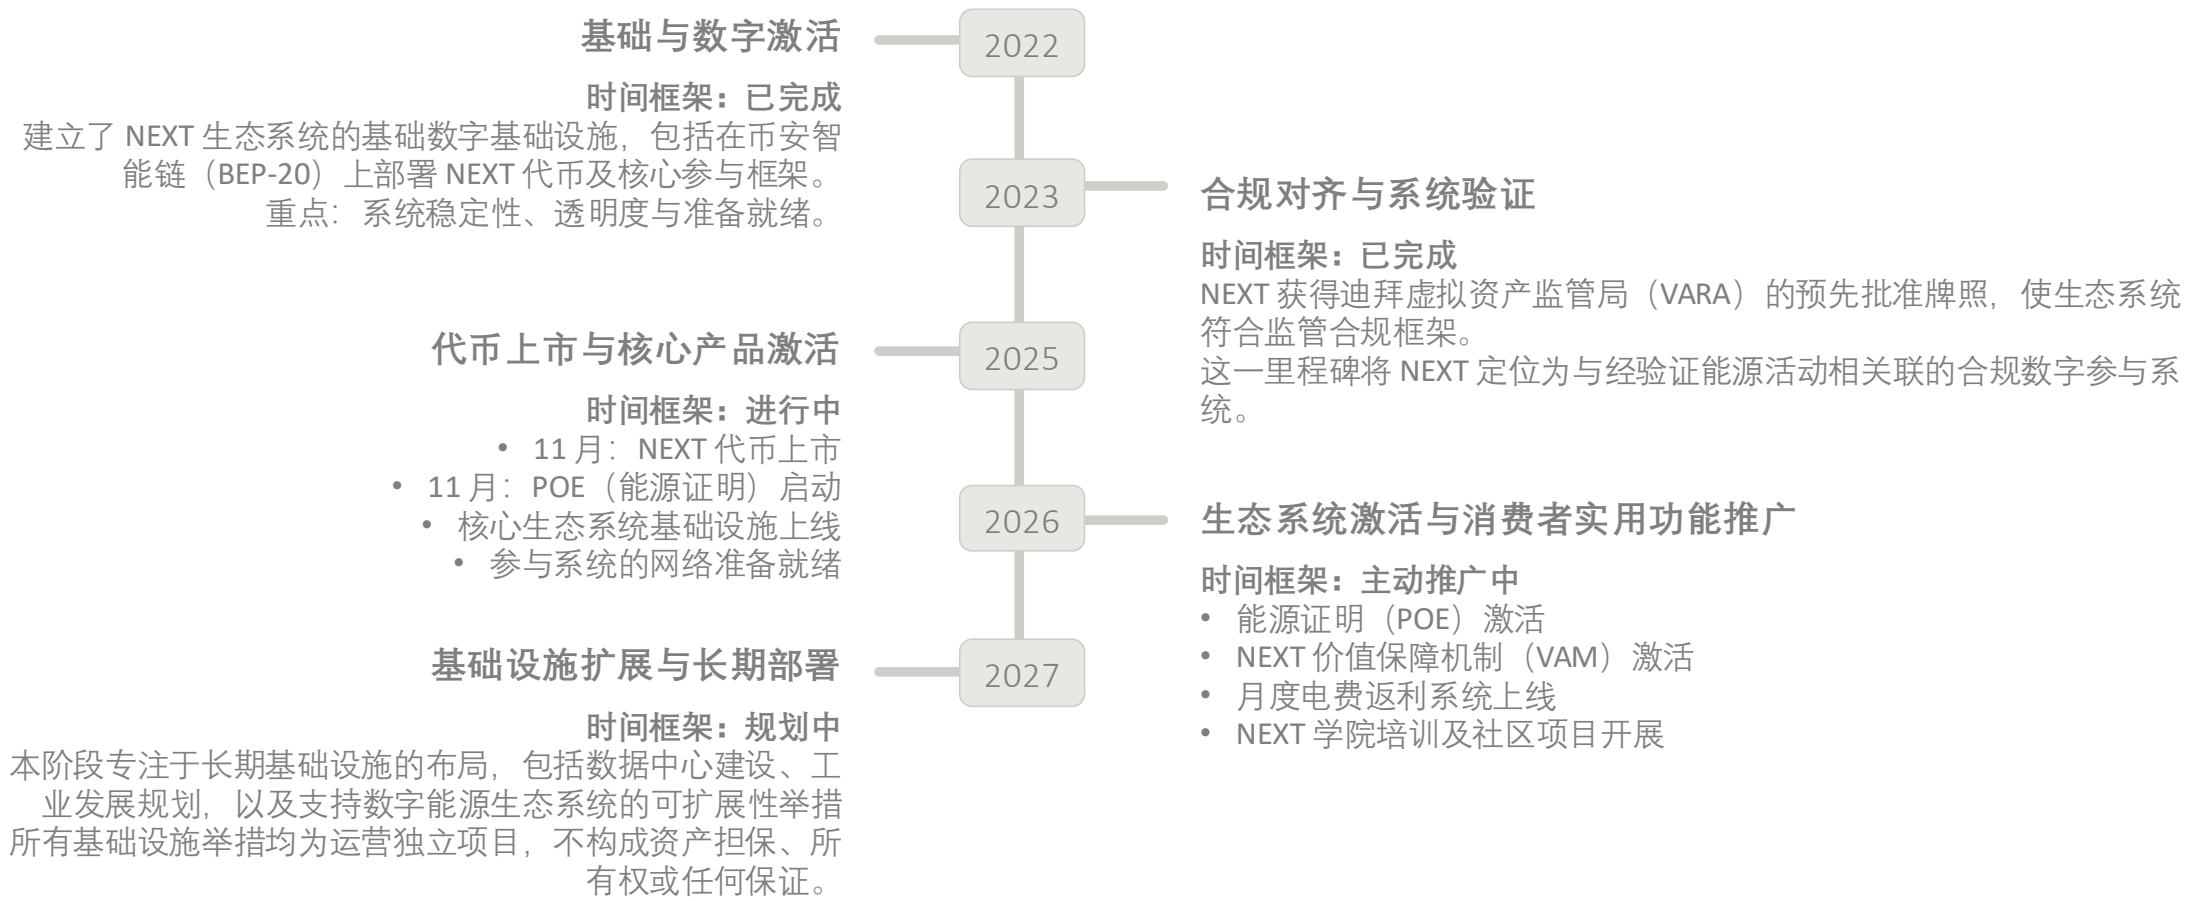 基础与数字激活
2022
时间框架：已完成
建立了 NEXT 生态系统的基础数字基础设施，包括在币安智
能链（BEP-20）上部署 NEXT 代币及核心参与框架。
重点：系统稳定性、透明度与准备就绪。
2023
合规对齐与系统验证
时间框架：已完成
NEXT 获得迪拜虚拟资产监管局（VARA）的预先批准牌照，使生态系统
符合监管合规框架。
这一里程碑将 NEXT 定位为与经验证能源活动相关联的合规数字参与系
统。
代币上市与核心产品激活
2025
时间框架：进行中
• 11 月：NEXT 代币上市
• 11 月：POE（能源证明）启动
• 核心生态系统基础设施上线
• 参与系统的网络准备就绪
2026
生态系统激活与消费者实用功能推广
时间框架：主动推广中
• 能源证明（POE）激活
• NEXT 价值保障机制（VAM）激活
• 月度电费返利系统上线
• NEXT 学院培训及社区项目开展
基础设施扩展与长期部署
2027
时间框架：规划中
本阶段专注于长期基础设施的布局，包括数据中心建设、工
业发展规划，以及支持数字能源生态系统的可扩展性举措
所有基础设施举措均为运营独立项目，不构成资产担保、所
有权或任何保证。